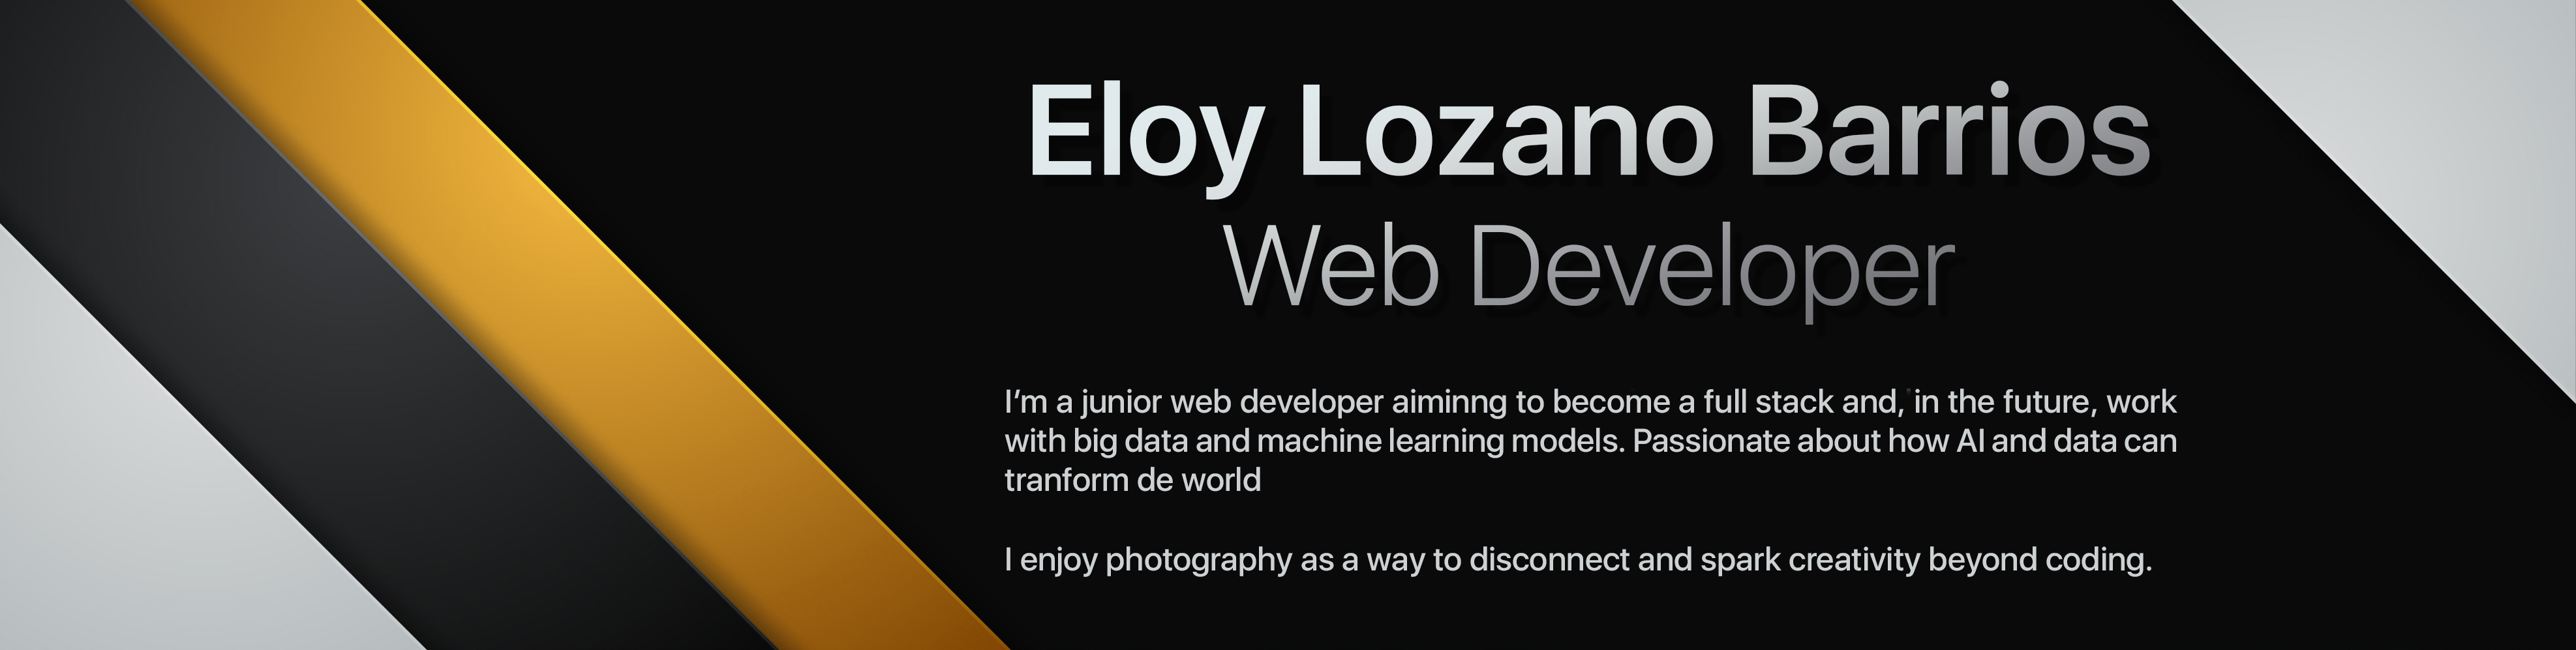 Eloy Lozano Barrios
Web Developer
I’m a junior web developer aiminng to become a full stack and, in the future, work
with big data and machine learning models. Passionate about how AI and data can
tranform de world
I enjoy photography as a way to disconnect and spark creativity beyond coding.